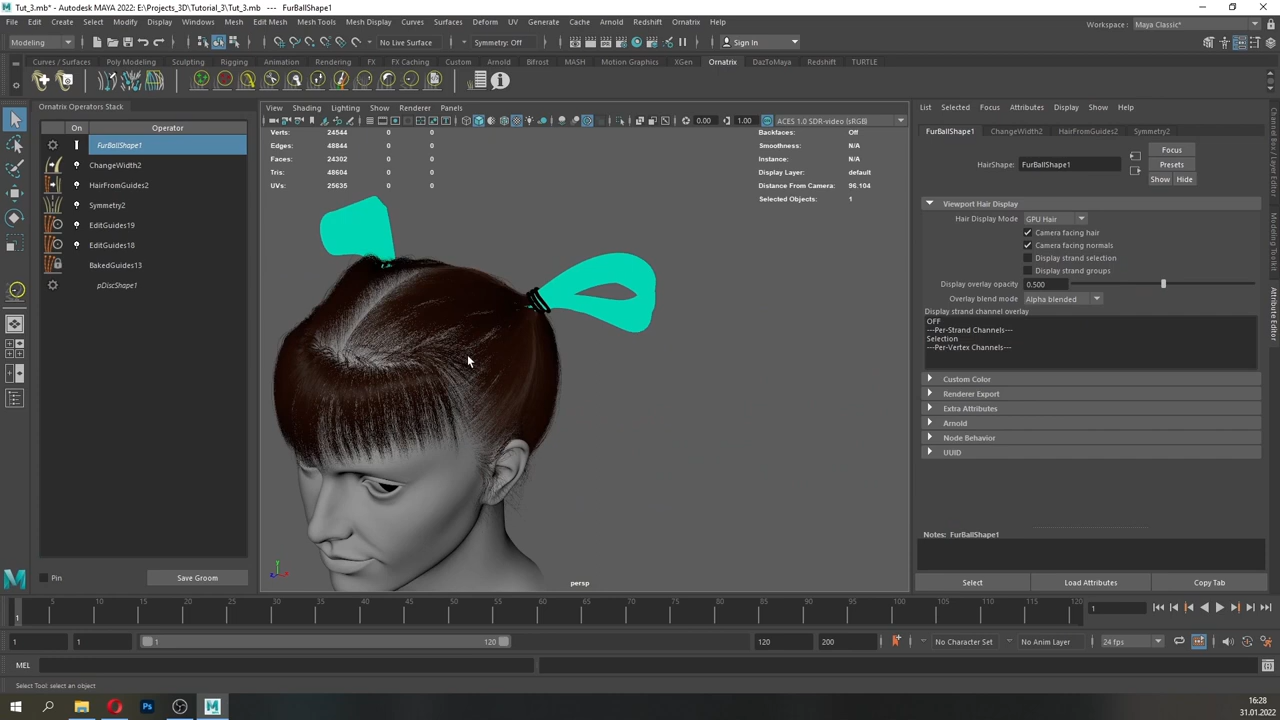 Tut_3.mb* - Autodesk MAYA 2022: E:\Projects_3D\Tutorial_3\Tut_3.mb* --- FurBallShape1
File Edit Create Select Modify Display Windows Mesh Edit Mesh Mesh Tools Mesh Display Curves Surfaces Deform UV Generate Cache Arnold Redshift Ornatrix Help
Workspace : Maya Classic*
Modeling No Live Surface Symmetry: Off Sign In
Curves / Surfaces Poly Modeling Sculpting Rigging Animation Rendering FX FX Caching Custom Arnold Bifrost MASH Motion Graphics XGen Ornatrix DazToMaya Redshift TURTLE
Ornatrix Operators Stack
On Operator
FurBallShape1
ChangeWidth2
HairFromGuides2
Symmetry2
EditGuides19
EditGuides18
BakedGuides13
pDiscShape1
Pin Save Groom
View Shading Lighting Show Renderer Panels
0.00 1.00 ACES 1.0 SDR-video (sRGB)
Verts: 24544 0 0
Edges: 48844 0 0
Faces: 24302 0 0
Tris: 48604 0 0
UVs: 25635 0 0
Backfaces: Off
Smoothness: N/A
Instance: N/A
Display Layer: default
Distance From Camera: 96.104
Selected Objects: 1
persp
List Selected Focus Attributes Display Show Help
FurBallShape1 ChangeWidth2 HairFromGuides2 Symmetry2
HairShape: FurBallShape1
Focus
Presets
Show Hide
Viewport Hair Display
Hair Display Mode GPU Hair
Camera facing hair
Camera facing normals
Display strand selection
Display strand groups
Display overlay opacity 0.500
Overlay blend mode Alpha blended
Display strand channel overlay
OFF
---Per-Strand Channels---
Selection
---Per-Vertex Channels---
Custom Color
Renderer Export
Extra Attributes
Arnold
Node Behavior
UUID
Notes: FurBallShape1
Select Load Attributes Copy Tab
Channel Box / Layer Editor
Modeling Toolkit
Attribute Editor
5 10 15 20 25 30 35 40 45 50 55 60 65 70 75 80 85 90 95 100 105 110 115 120
1 1
1 1 1 120 120 200 No Character Set No Anim Layer 24 fps
MEL
Select Tool: select an object
16:28
31.01.2022